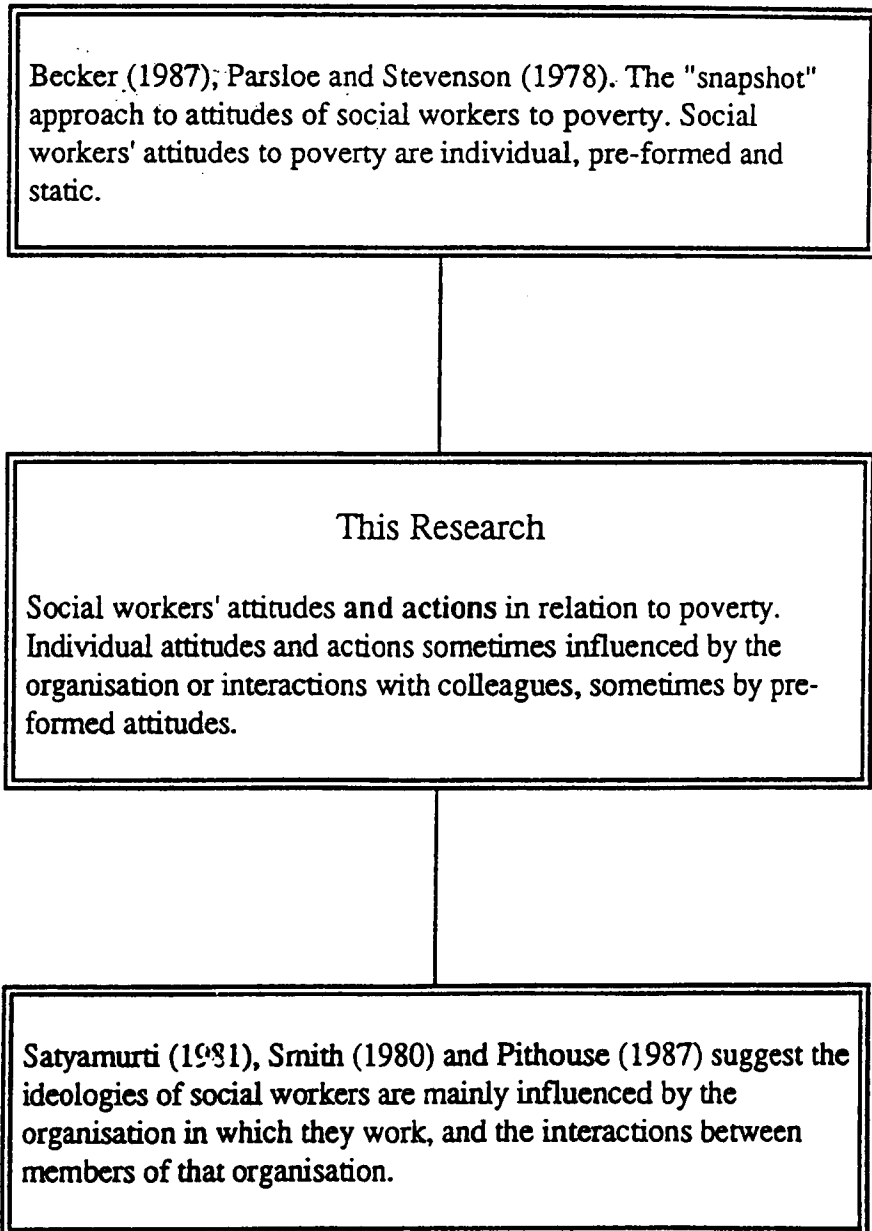 Becker (1987); Parsloe and Stevenson (1978). The "snapshot"
approach to attitudes of social workers to poverty. Social
workers' attitudes to poverty are individual, pre-formed and
static.
This Research
Social workers' attitudes and actions in relation to poverty.
Individual attitudes and actions sometimes influenced by the
organisation or interactions with colleagues, sometimes by pre-
formed attitudes.
Satyamurti (1981), Smith (1980) and Pithouse (1987) suggest the
ideologies of social workers are mainly influenced by the
organisation in which they work, and the interactions between
members of that organisation.